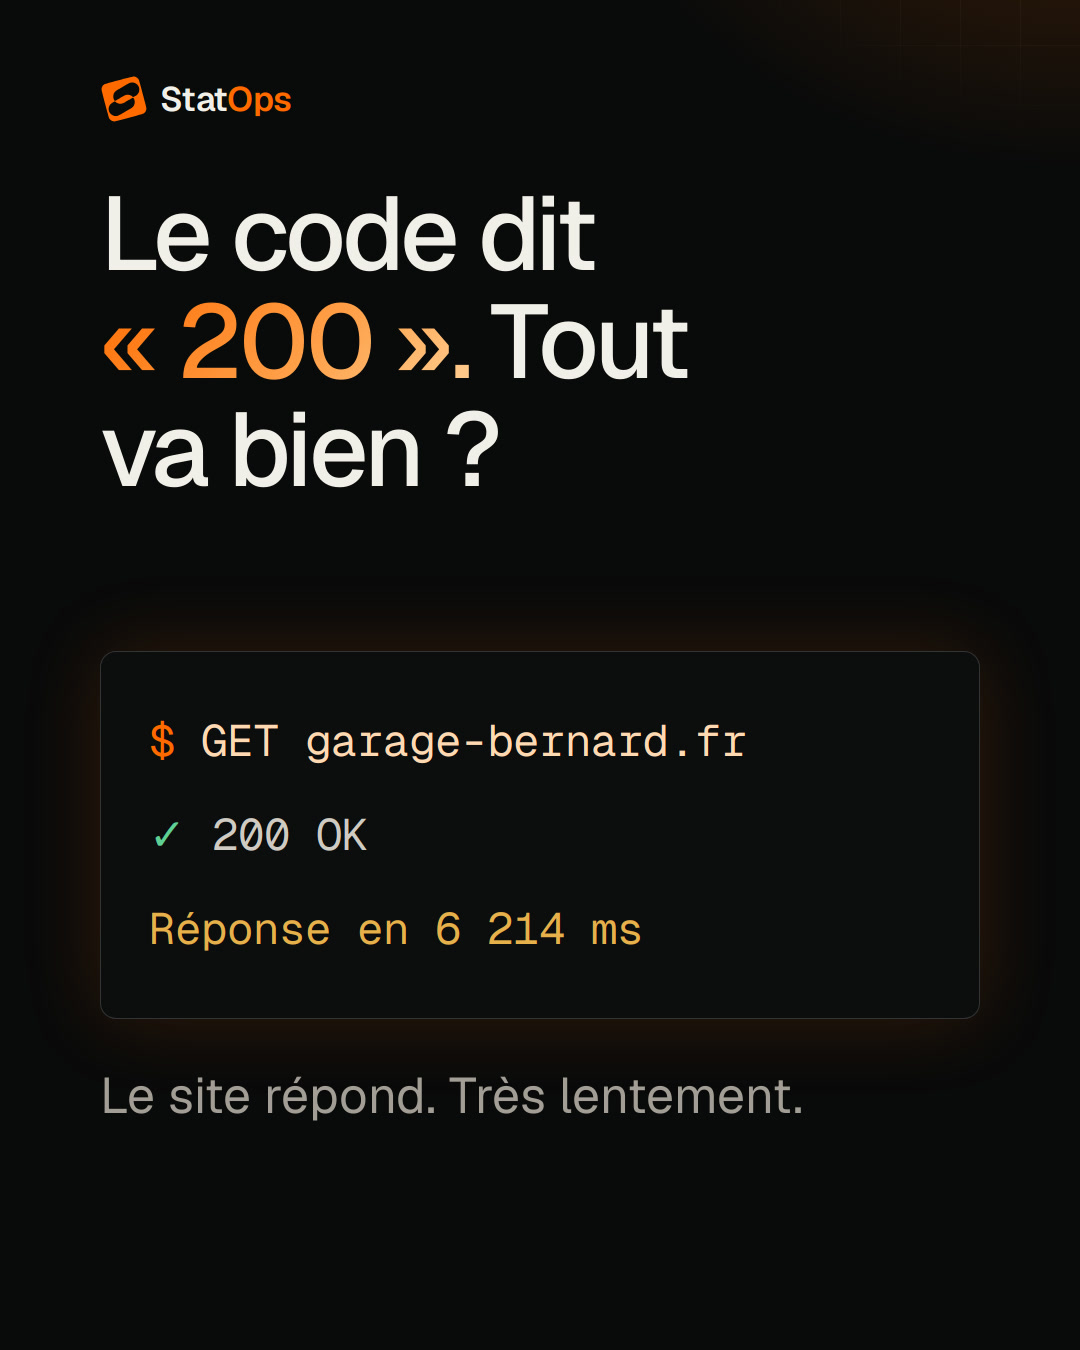 StatOps
Le code dit
« 200 ». Tout
va bien ?
$ GET garage-bernard.fr
✓ 200 OK
Réponse en 6 214 ms
Le site répond. Très lentement.